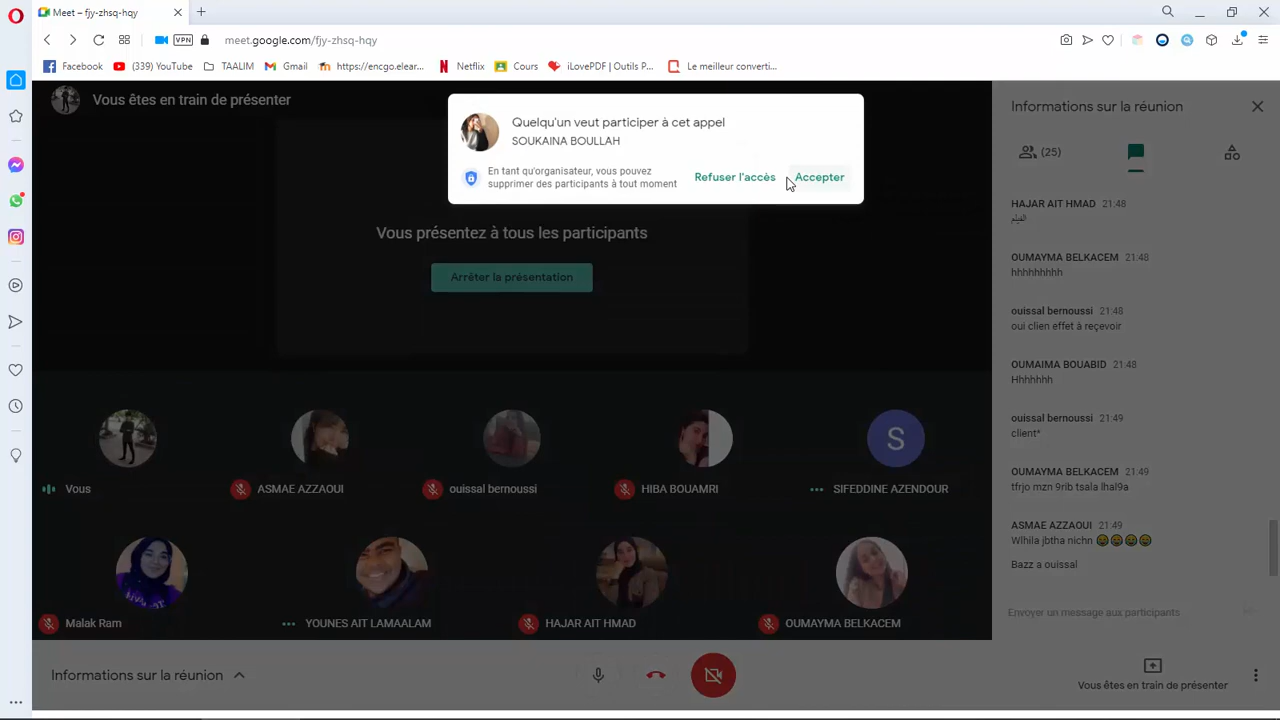 Meet – fjy-zhsq-hqy
VPN
meet.google.com/fjy-zhsq-hqy
Facebook
(339) YouTube
TAALIM
Gmail
https://encgo.elear...
Netflix
Cours
iLovePDF | Outils P...
Le meilleur converti...
Vous êtes en train de présenter
Quelqu'un veut participer à cet appel
SOUKAINA BOULLAH
En tant qu'organisateur, vous pouvez
supprimer des participants à tout moment
Refuser l'accès
Accepter
Vous présentez à tous les participants
Arrêter la présentation
Vous
ASMAE AZZAOUI
ouissal bernoussi
HIBA BOUAMRI
S
SIFEDDINE AZENDOUR
Malak Ram
YOUNES AIT LAMAALAM
HAJAR AIT HMAD
OUMAYMA BELKACEM
Informations sur la réunion
(25)
HAJAR AIT HMAD 21:48
الفيلم
OUMAYMA BELKACEM 21:48
hhhhhhhhh
ouissal bernoussi 21:48
oui clien effet à reçevoir
OUMAIMA BOUABID 21:48
Hhhhhhh
ouissal bernoussi 21:49
client*
OUMAYMA BELKACEM 21:49
tfrjo mzn 9rib tsala lhal9a
ASMAE AZZAOUI 21:49
Wlhila jbtha nichn 😂😂😂😂
Bazz a ouissal
Envoyer un message aux participants
Informations sur la réunion
Vous êtes en train de présenter